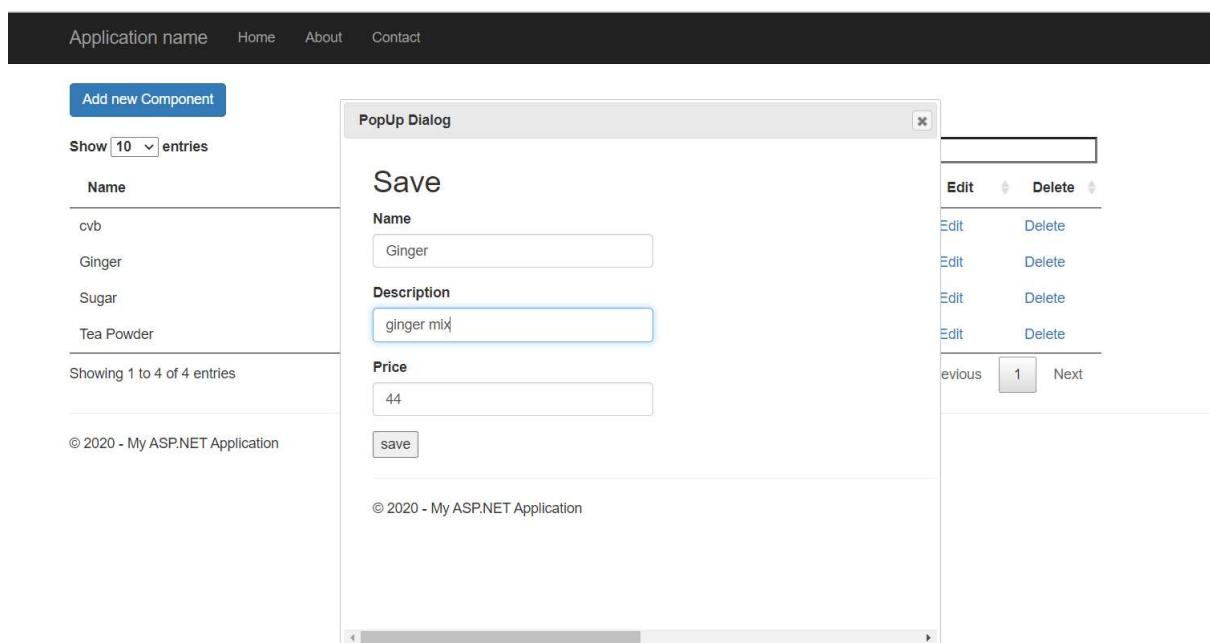 Application name Home About Contact
Add new Component
PopUp Dialog
Show 10 entries
Save
Name Edit Delete
Name
cvb Edit Delete
Ginger
Ginger Edit Delete
Description
Sugar Edit Delete
ginger mix
Tea Powder Edit Delete
Price
Showing 1 to 4 of 4 entries evious 1 Next
44
© 2020 - My ASP.NET Application
save
© 2020 - My ASP.NET Application